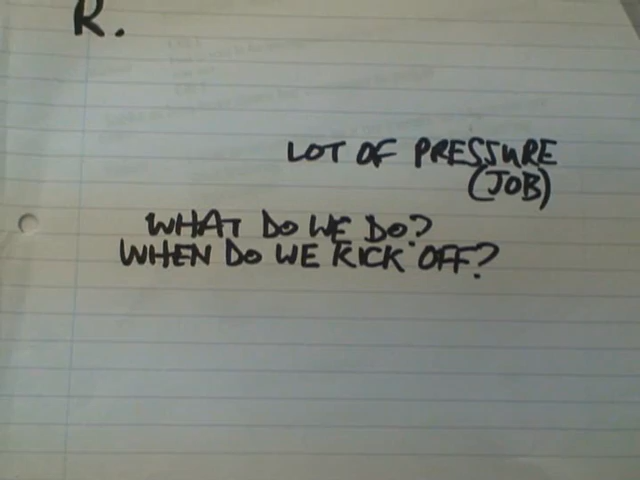 R.
LOT OF PRESSURE
(JOB)
WHAT DO WE DO?
WHEN DO WE KICK OFF?